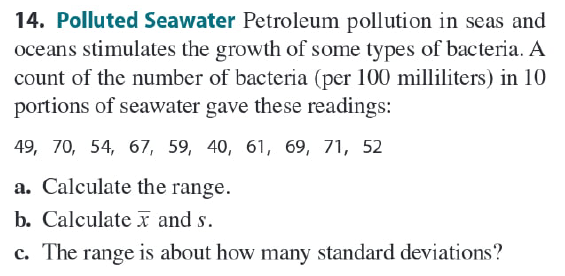 14. Polluted Seawater Petroleum pollution in seas and
oceans stimulates the growth of some types of bacteria. A
count of the number of bacteria (per 100 milliliters) in 10
portions of seawater gave these readings:
49, 70, 54, 67, 59, 40, 61, 69, 71, 52
a. Calculate the range.
b. Calculate x̅ and s.
c. The range is about how many standard deviations?